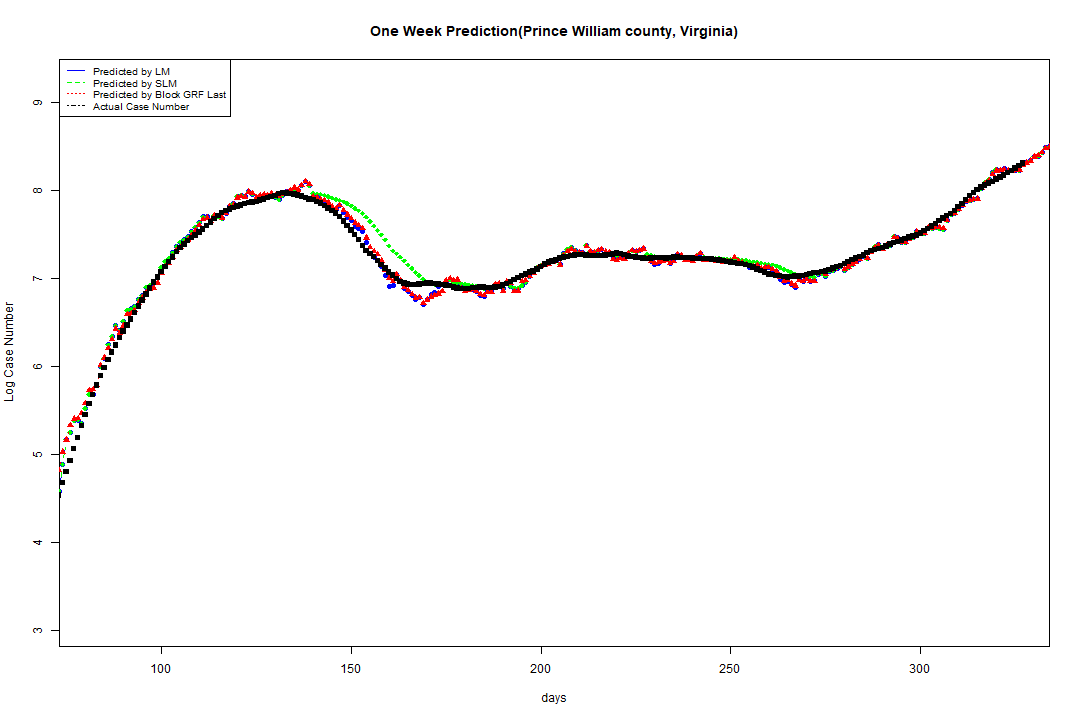 One Week Prediction(Prince William county, Virginia)
Predicted by LM
Predicted by SLM
Predicted by Block GRF Last
Actual Case Number
9
8
7
6
5
4
3
Log Case Number
100 150 200 250 300
days